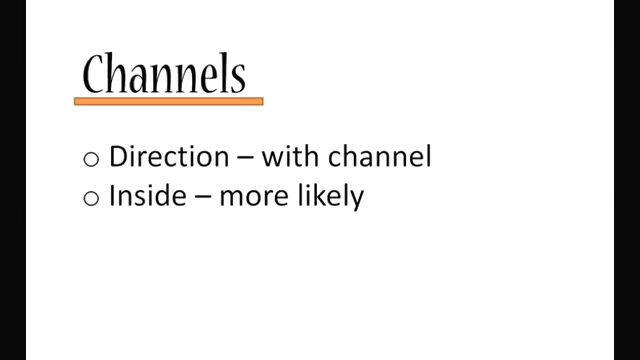 Channels
o Direction – with channel
o Inside – more likely